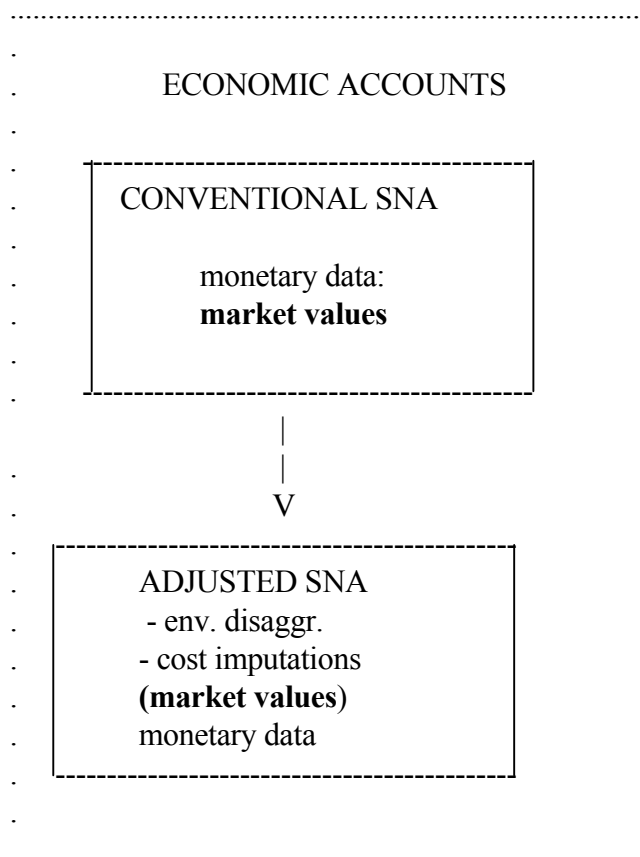 ECONOMIC ACCOUNTS
CONVENTIONAL SNA
monetary data:
market values
V
ADJUSTED SNA
- env. disaggr.
- cost imputations
(market values)
monetary data